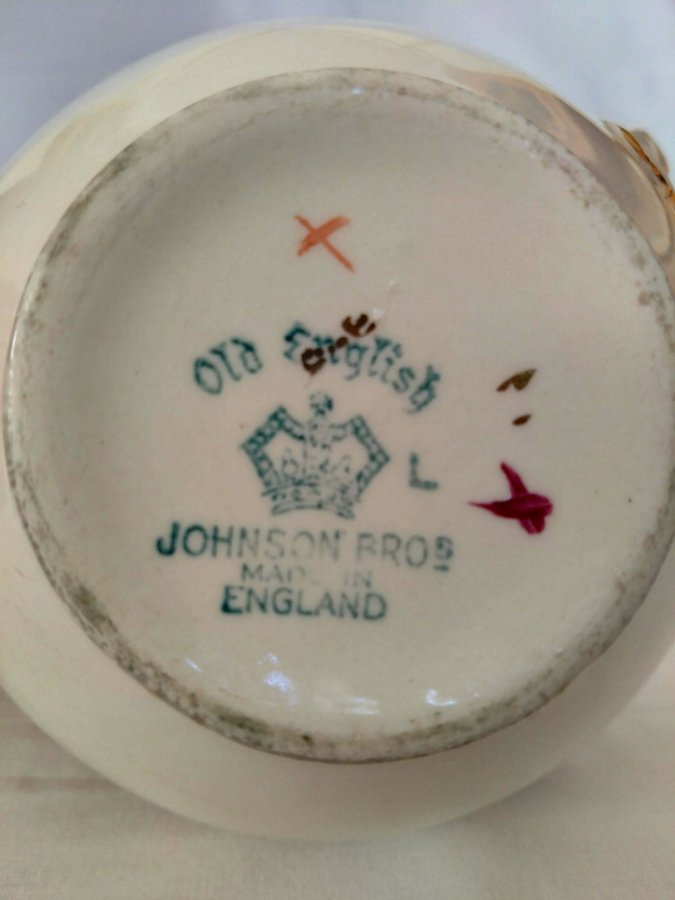 Old English
L
JOHNSON BROS
MADE IN
ENGLAND